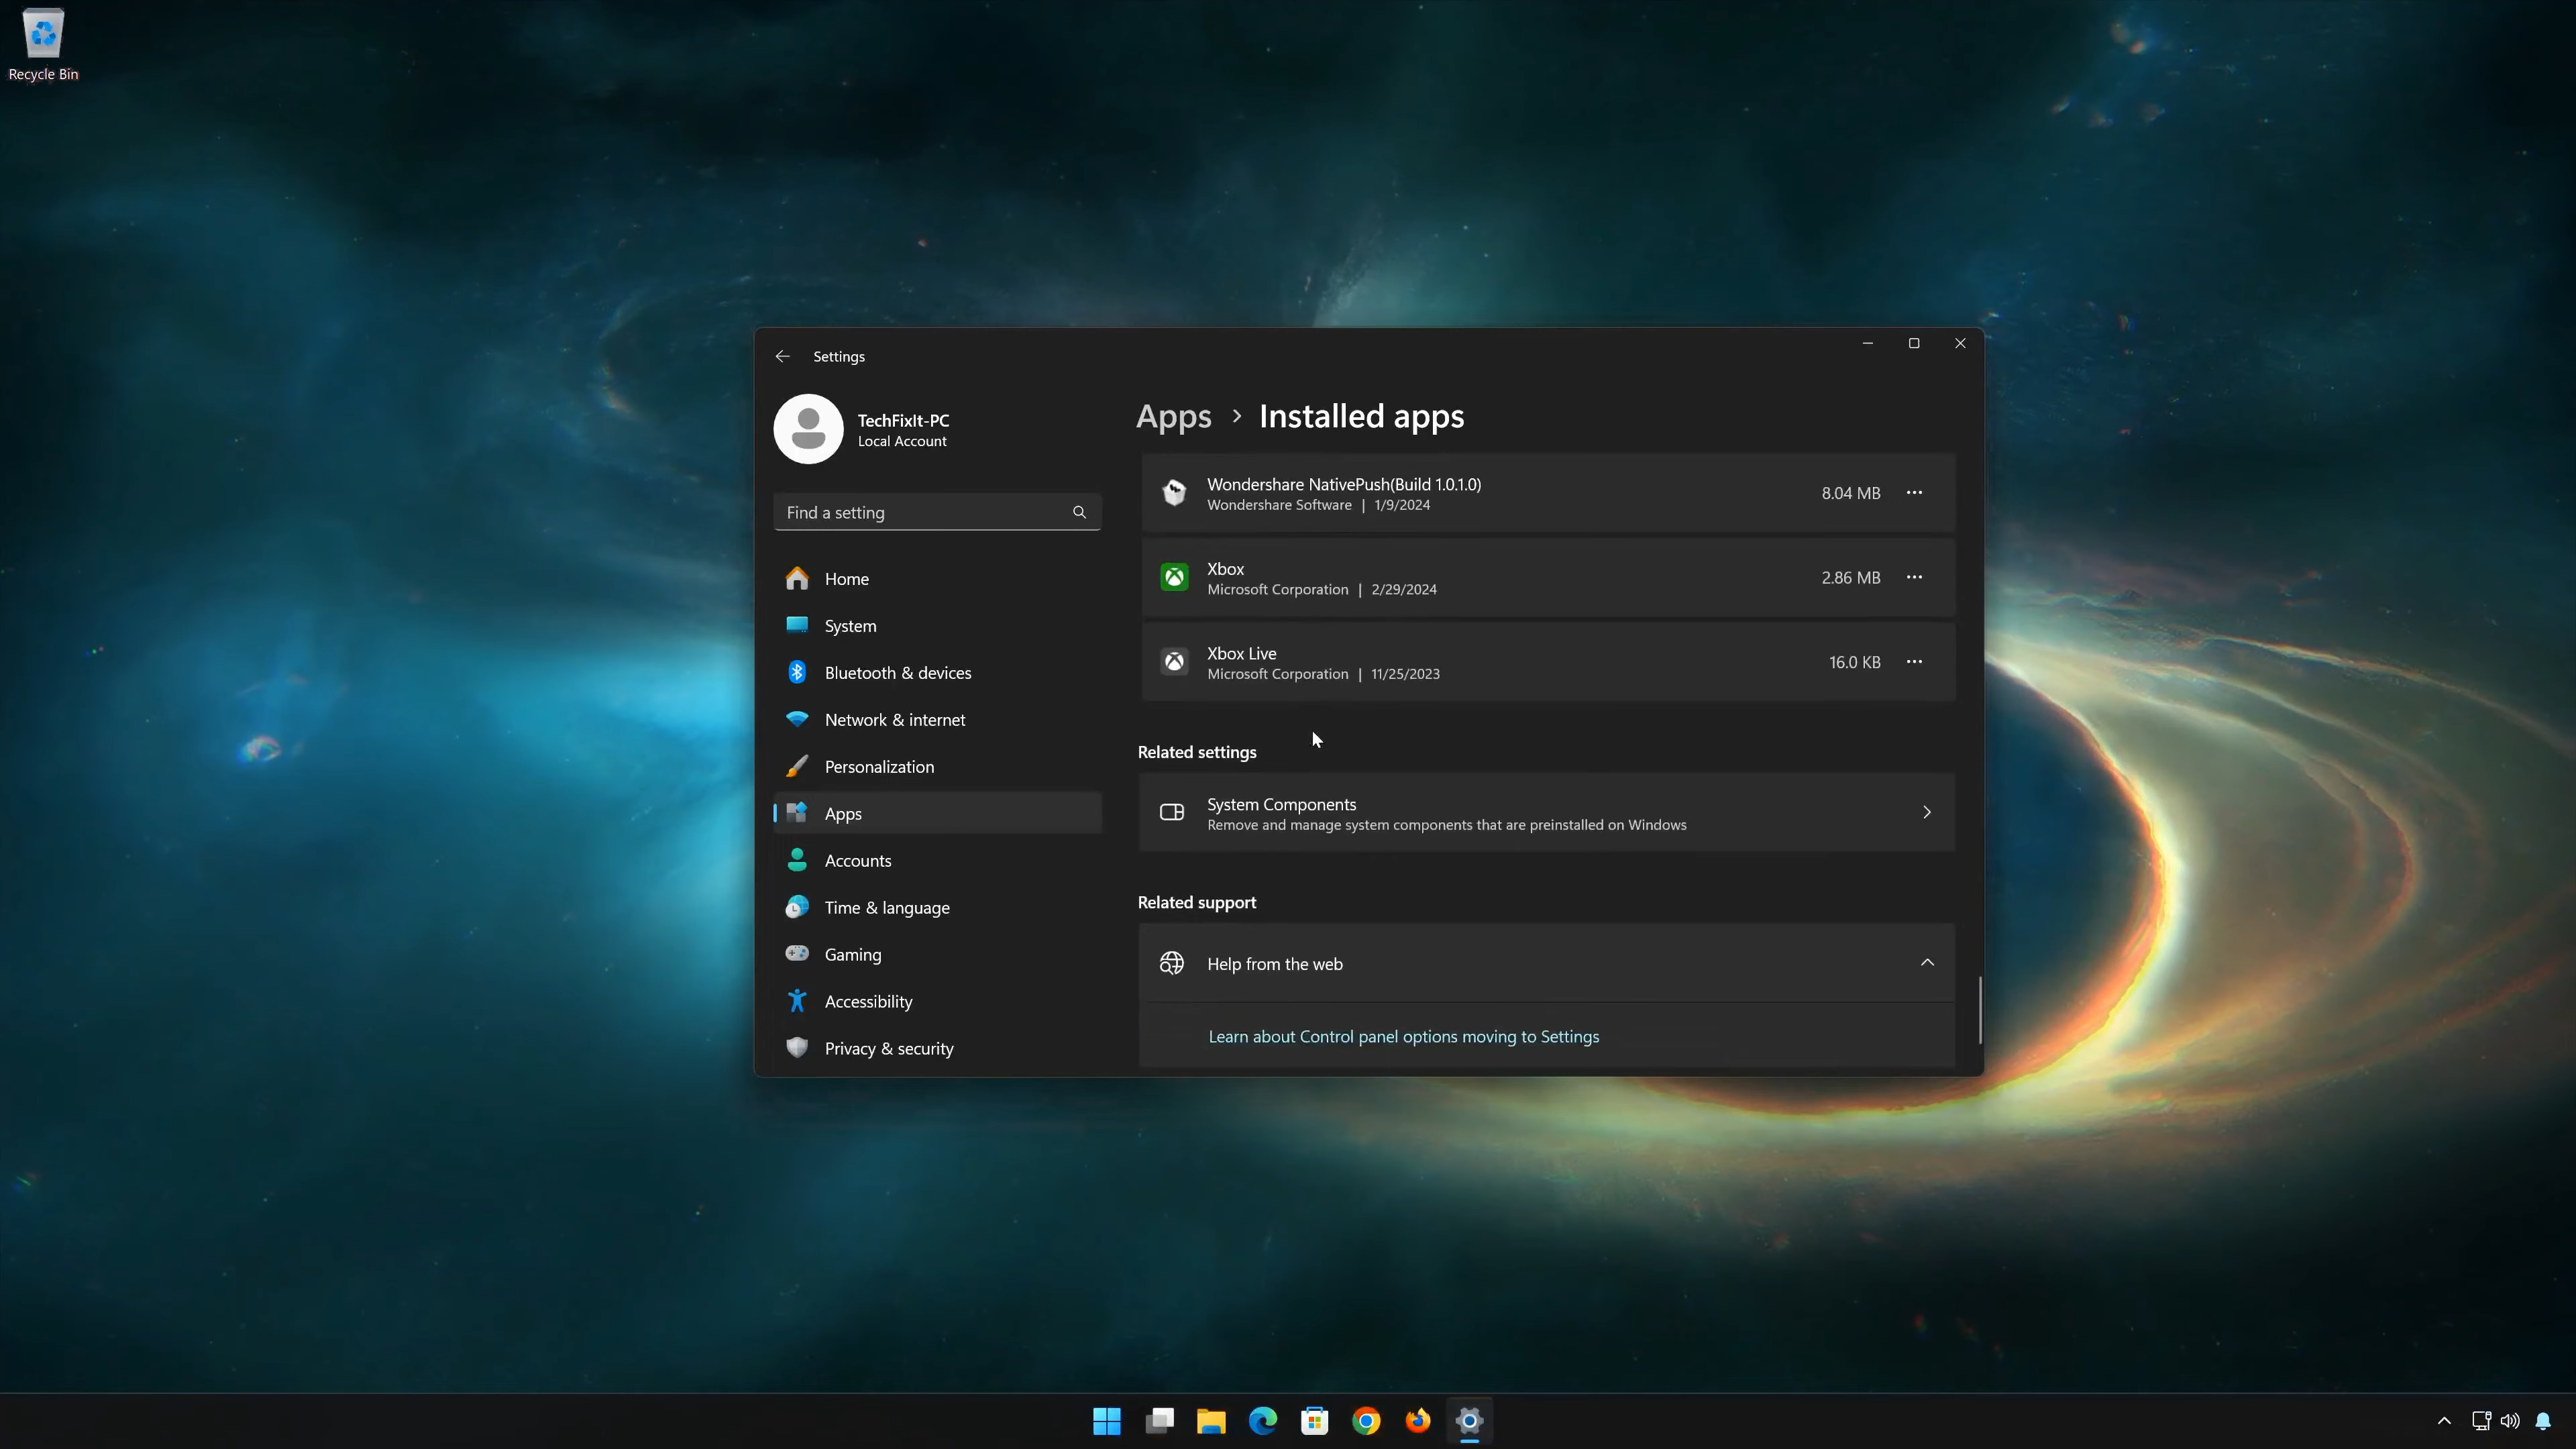 Recycle Bin
Settings
TechFixIt-PC
Local Account
Find a setting
Home
System
Bluetooth & devices
Network & internet
Personalization
Apps
Accounts
Time & language
Gaming
Accessibility
Privacy & security
Apps > Installed apps
Wondershare NativePush(Build 1.0.1.0)
Wondershare Software | 1/9/2024
8.04 MB
Xbox
Microsoft Corporation | 2/29/2024
2.86 MB
Xbox Live
Microsoft Corporation | 11/25/2023
16.0 KB
Related settings
System Components
Remove and manage system components that are preinstalled on Windows
Related support
Help from the web
Learn about Control panel options moving to Settings